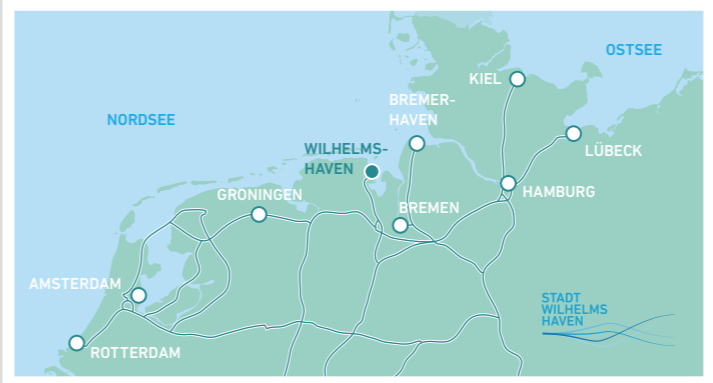 OSTSEE
KIEL
BREMER-
HAVEN
NORDSEE
WILHELMS-
HAVEN
LÜBECK
GRONINGEN
HAMBURG
BREMEN
AMSTERDAM
STADT
WILHELMS
HAVEN
ROTTERDAM